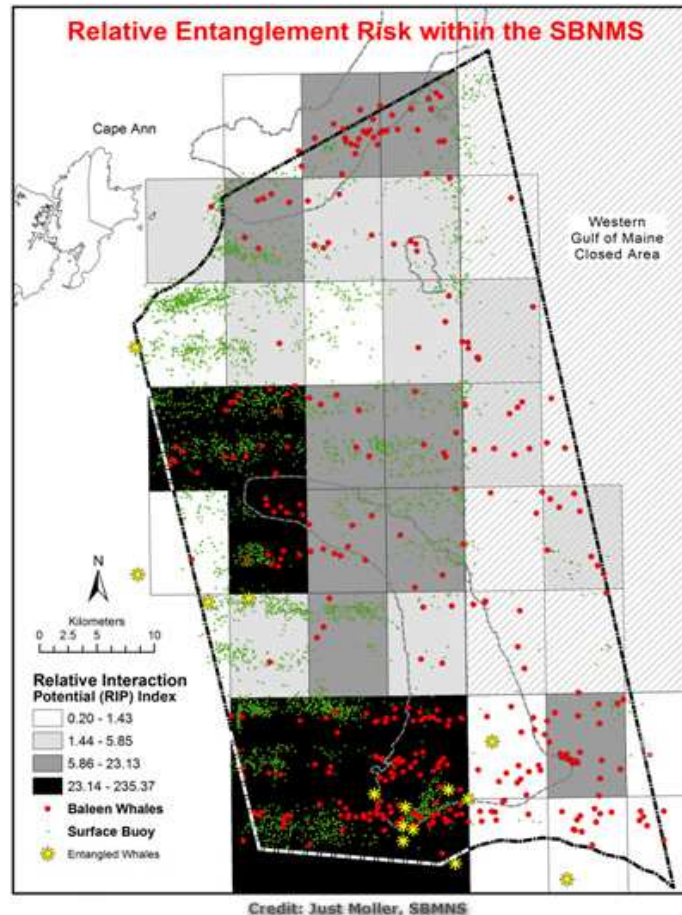 Relative Entanglement Risk within the SBNMS
Cape Ann
Western
Gulf of Maine
Closed Area
N
Kilometers
0 2.5 5 10
Relative Interaction
Potential (RIP) Index
0.20 - 1.43
1.44 - 5.85
5.86 - 23.13
23.14 - 235.37
Baleen Whales
Surface Buoy
Entangled Whales
Credit: Just Moller, SBMNS